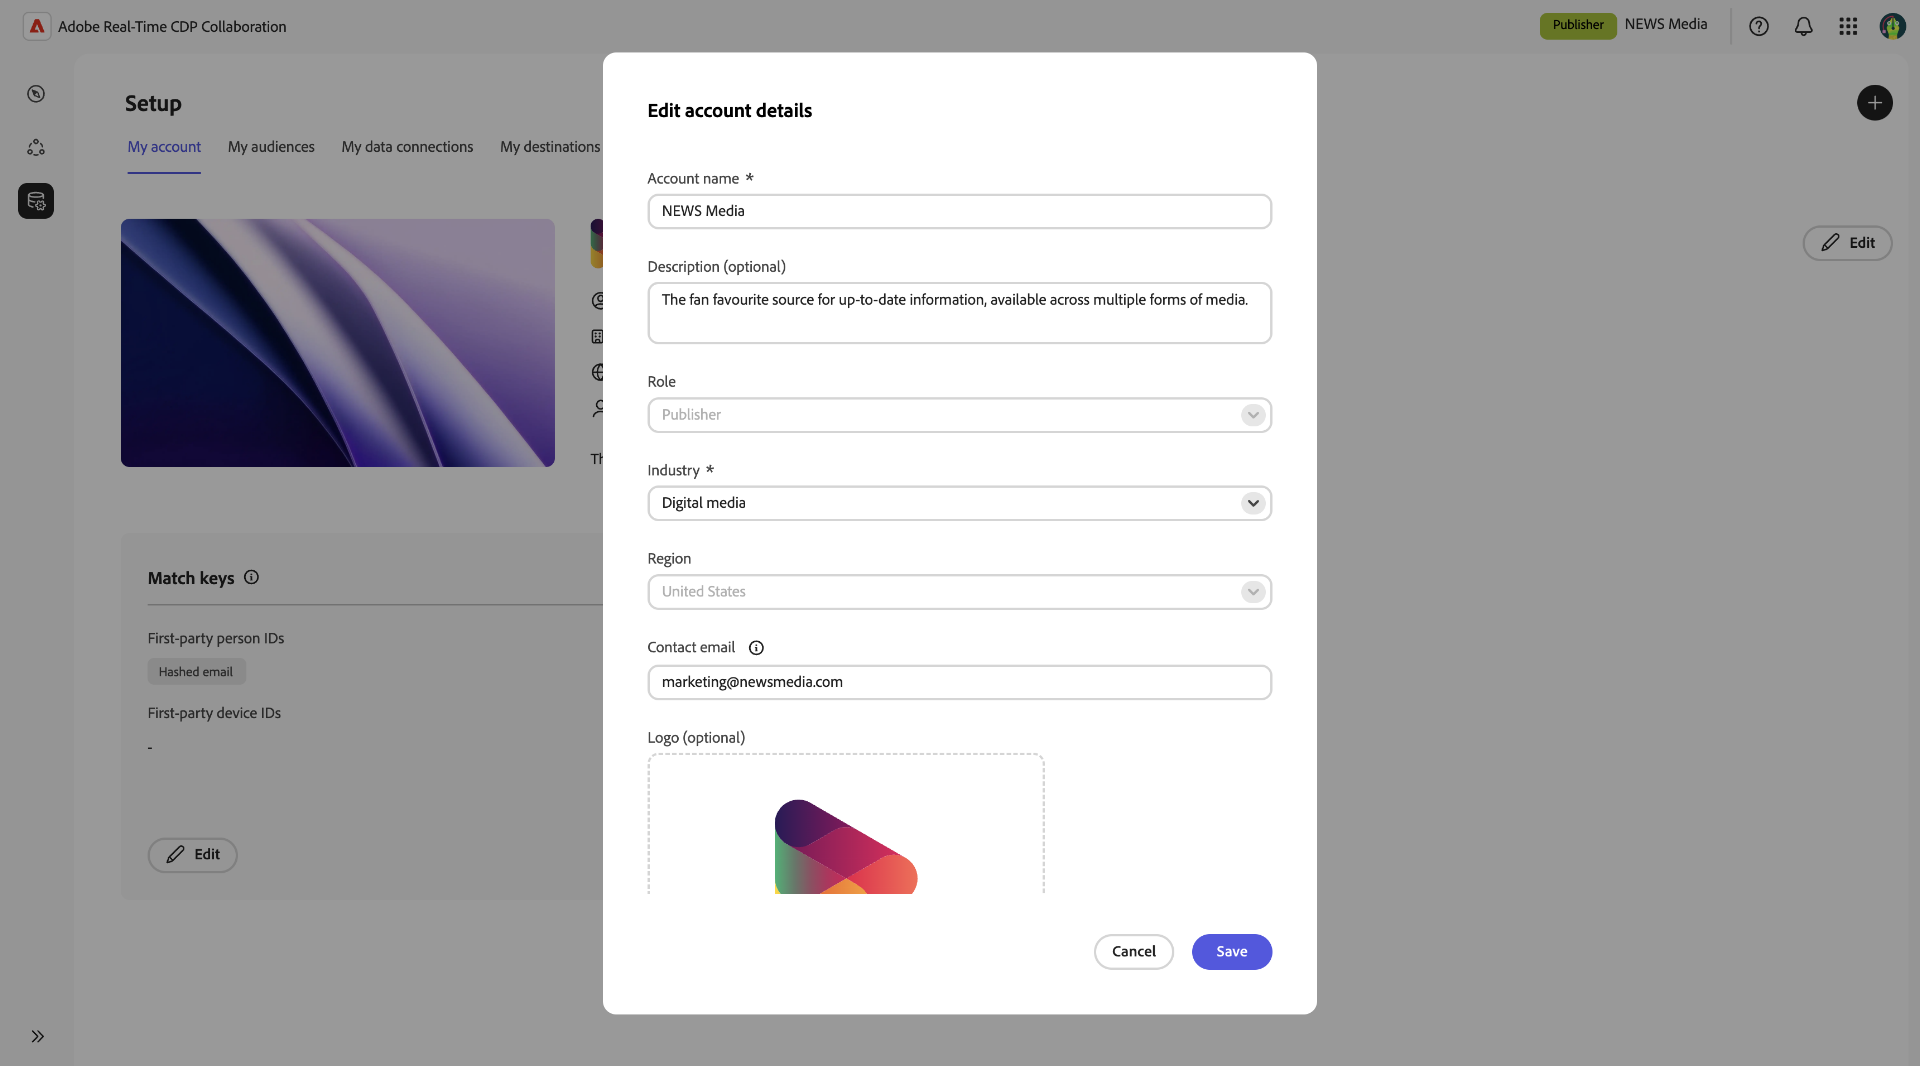 Adobe Real-Time CDP Collaboration
Publisher
NEWS Media
Setup
My account
My audiences
My data connections
My destinations
Edit
Match keys
First-party person IDs
Hashed email
First-party device IDs
-
Edit
Edit account details
Account name *
NEWS Media
Description (optional)
The fan favourite source for up-to-date information, available across multiple forms of media.
Role
Publisher
Industry *
Digital media
Region
United States
Contact email
marketing@newsmedia.com
Logo (optional)
Cancel
Save